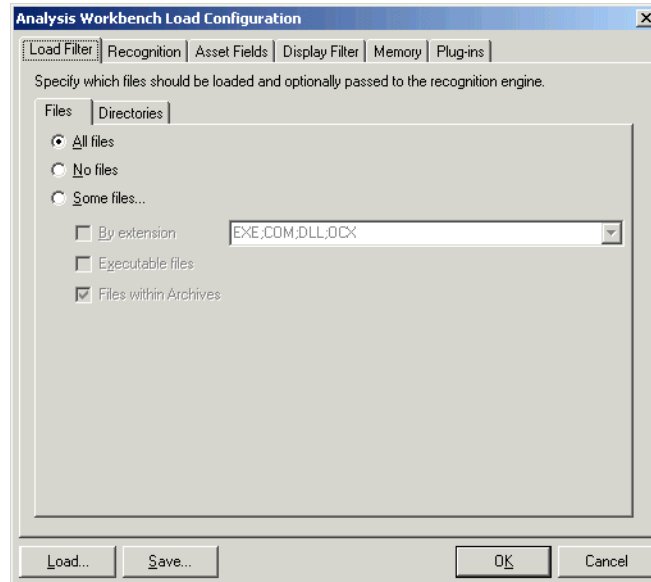 Analysis Workbench Load Configuration
Load Filter Recognition Asset Fields Display Filter Memory Plug-ins
Specify which files should be loaded and optionally passed to the recognition engine.
Files Directories
All files
No files
Some files...
By extension EXE;COM;DLL;OCX
Executable files
Files within Archives
Load... Save... OK Cancel